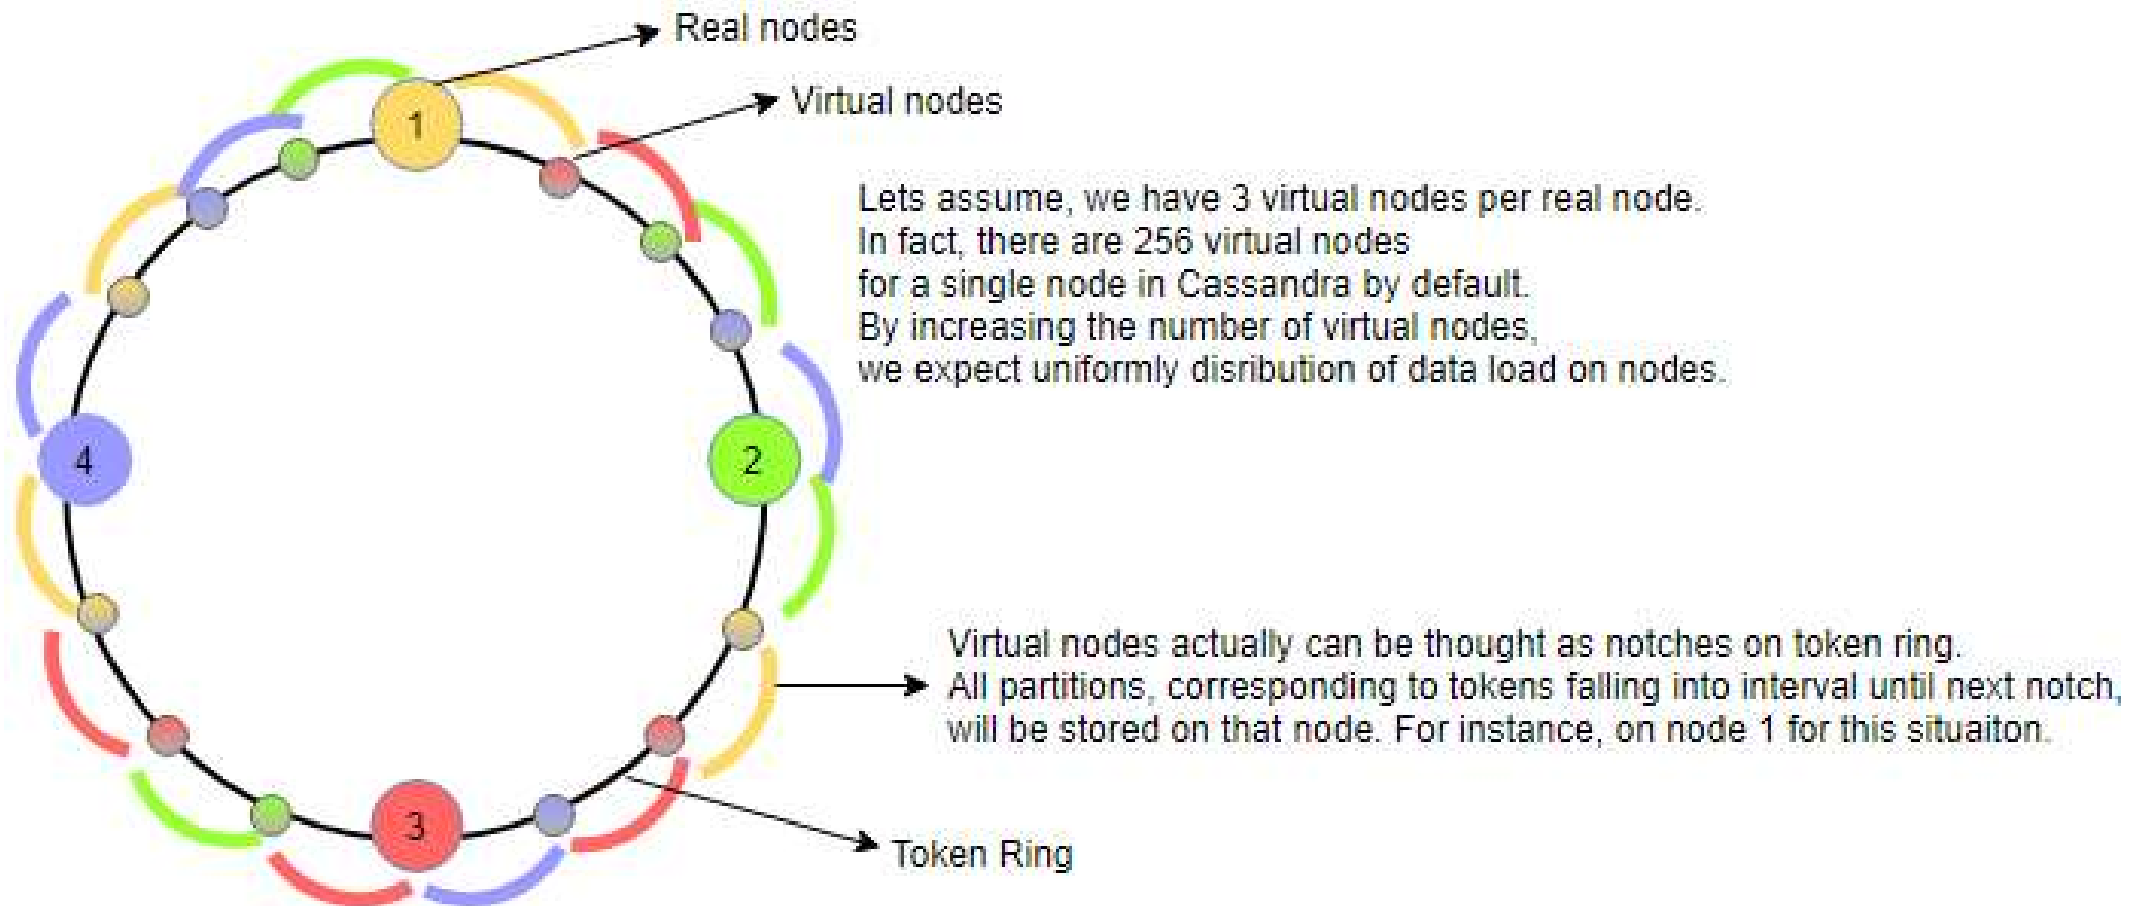 Real nodes
Virtual nodes
1
Lets assume, we have 3 virtual nodes per real node.
In fact, there are 256 virtual nodes
for a single node in Cassandra by default.
By increasing the number of virtual nodes,
we expect uniformly disribution of data load on nodes.
4
2
Virtual nodes actually can be thought as notches on token ring.
All partitions, corresponding to tokens falling into interval until next notch,
will be stored on that node. For instance, on node 1 for this situaiton.
3
Token Ring